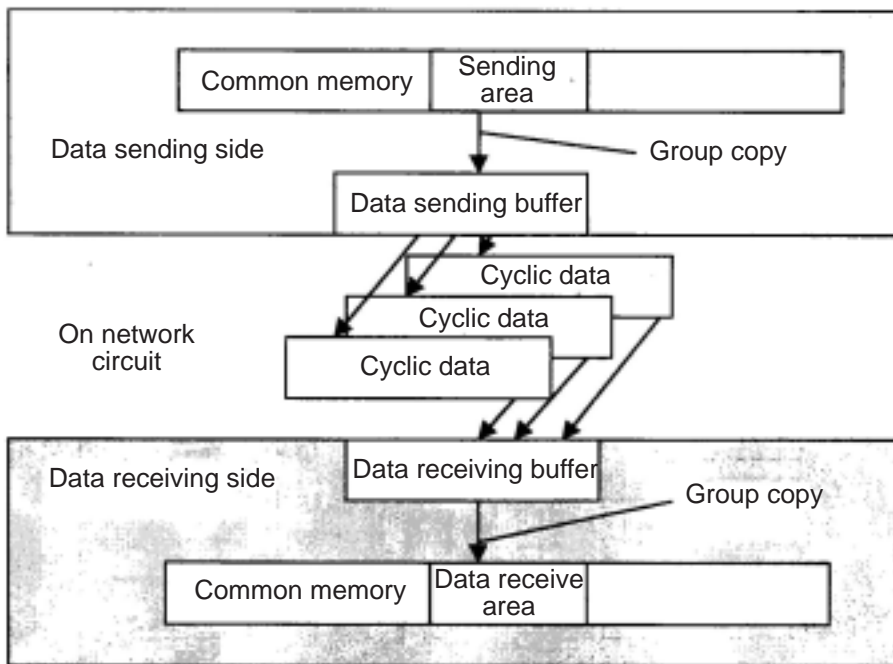 Common memory
Sending
area
Data sending side
Group copy
Data sending buffer
Cyclic data
Cyclic data
On network
circuit
Cyclic data
Data receiving buffer
Data receiving side
Group copy
Common memory
Data receive
area